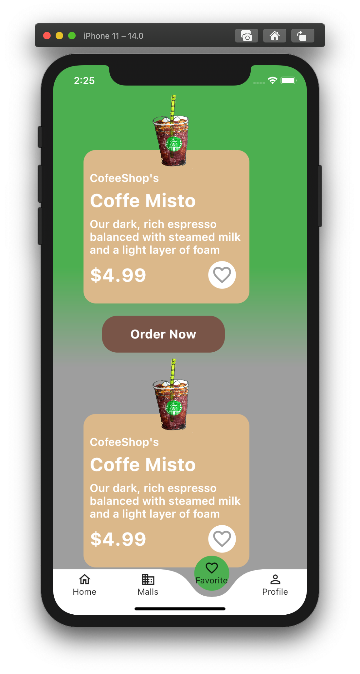 iPhone 11 – 14.0
2:25
CofeeShop's
Coffe Misto
Our dark, rich espresso
balanced with steamed milk
and a light layer of foam
$4.99
Order Now
CofeeShop's
Coffe Misto
Our dark, rich espresso
balanced with steamed milk
and a light layer of foam
$4.99
Home Malls Favorite Profile